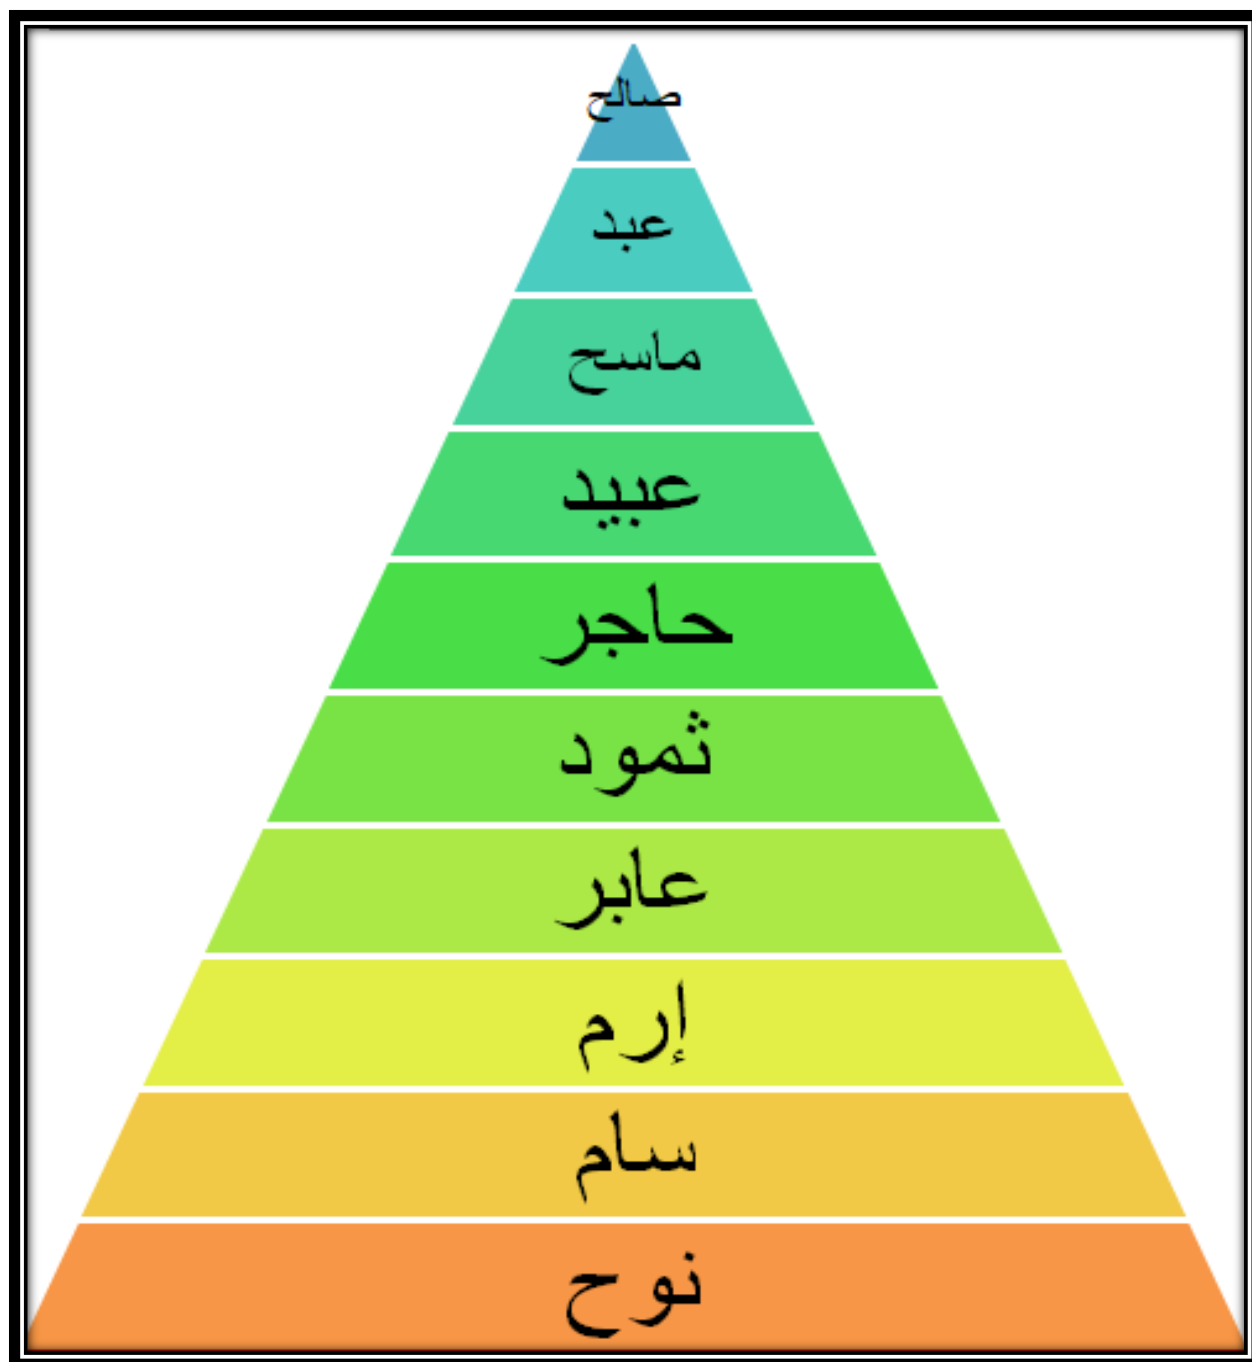 صالح
عبد
ماسح
عبيد
حاجر
ثمود
عابر
إرم
سام
نوح